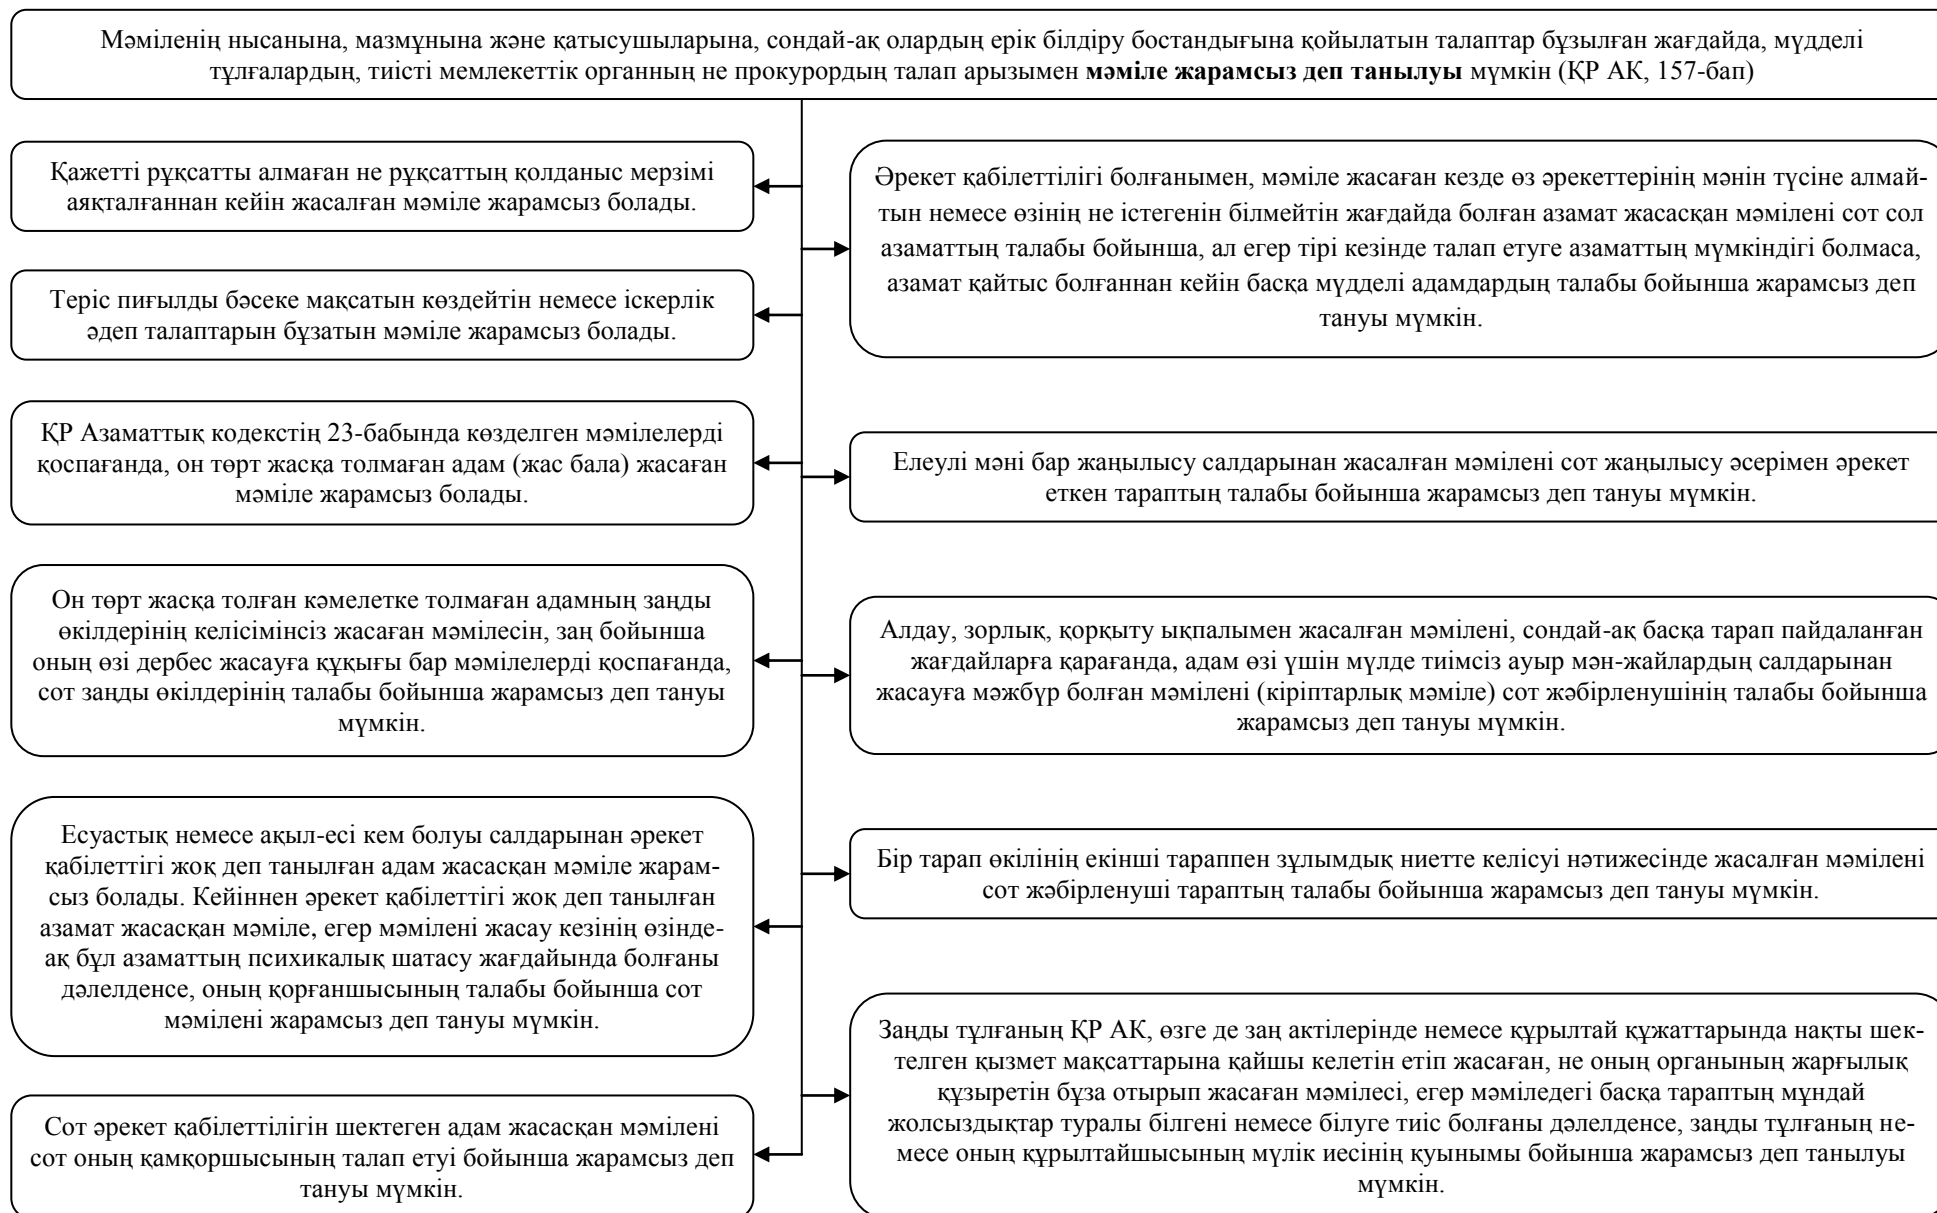 Мәміленің нысанына, мазмұнына және қатысушыларына, сондай-ақ олардың ерік білдіру бостандығына қойылатын талаптар бұзылған жағдайда, мүдделі
тұлғалардың, тиісті мемлекеттік органның не прокурордың талап арызымен мәміле жарамсыз деп танылуы мүмкін (ҚР АК, 157-бап)
Қажетті рұқсатты алмаған не рұқсаттың қолданыс мерзімі
аяқталғаннан кейін жасалған мәміле жарамсыз болады.
Теріс пиғылды бәсеке мақсатын көздейтін немесе іскерлік
әдеп талаптарын бұзатын мәміле жарамсыз болады.
ҚР Азаматтық кодекстің 23-бабында көзделген мәмілелерді
қоспағанда, он төрт жасқа толмаған адам (жас бала) жасаған
мәміле жарамсыз болады.
Он төрт жасқа толған кәмелетке толмаған адамның заңды
өкілдерінің келісімінсіз жасаған мәмілесін, заң бойынша
оның өзі дербес жасауға құқығы бар мәмілелерді қоспағанда,
сот заңды өкілдерінің талабы бойынша жарамсыз деп тануы
мүмкін.
Есуастық немесе ақыл-есі кем болуы салдарынан әрекет
қабілеттігі жоқ деп танылған адам жасасқан мәміле жарам-
сыз болады. Кейіннен әрекет қабілеттігі жоқ деп танылған
азамат жасасқан мәміле, егер мәмілені жасау кезінің өзінде-
ақ бұл азаматтың психикалық шатасу жағдайында болғаны
дәлелденсе, оның қорғаншысының талабы бойынша сот
мәмілені жарамсыз деп тануы мүмкін.
Сот әрекет қабілеттілігін шектеген адам жасасқан мәмілені
сот оның қамқоршысының талап етуі бойынша жарамсыз деп
тануы мүмкін.
Әрекет қабілеттілігі болғанымен, мәміле жасаған кезде өз әрекеттерінің мәнін түсіне алмай-
тын немесе өзінің не істегенін білмейтін жағдайда болған азамат жасасқан мәмілені сот сол
азаматтың талабы бойынша, ал егер тірі кезінде талап етуге азаматтың мүмкіндігі болмаса,
азамат қайтыс болғаннан кейін басқа мүдделі адамдардың талабы бойынша жарамсыз деп
тануы мүмкін.
Елеулі мәні бар жаңылысу салдарынан жасалған мәмілені сот жаңылысу әсерімен әрекет
еткен тараптың талабы бойынша жарамсыз деп тануы мүмкін.
Алдау, зорлық, қорқыту ықпалымен жасалған мәмілені, сондай-ақ басқа тарап пайдаланған
жағдайларға қарағанда, адам өзі үшін мүлде тиімсіз ауыр мән-жайлардың салдарынан
жасауға мәжбүр болған мәмілені (кіріптарлық мәміле) сот жәбірленушінің талабы бойынша
жарамсыз деп тануы мүмкін.
Бір тарап өкілінің екінші тараппен зұлымдық ниетте келісуі нәтижесінде жасалған мәмілені
сот жәбірленуші тараптың талабы бойынша жарамсыз деп тануы мүмкін.
Заңды тұлғаның ҚР АК, өзге де заң актілерінде немесе құрылтай құжаттарында нақты шек-
телген қызмет мақсаттарына қайшы келетін етіп жасаған, не оның органының жарғылық
құзыретін бұза отырып жасаған мәмілесі, егер мәміледегі басқа тараптың мұндай
жолсыздықтар туралы білгені немесе білуге тиіс болғаны дәлелденсе, заңды тұлғаның не-
месе оның құрылтайшысының мүлік иесінің қуынымы бойынша жарамсыз деп танылуы
мүмкін.